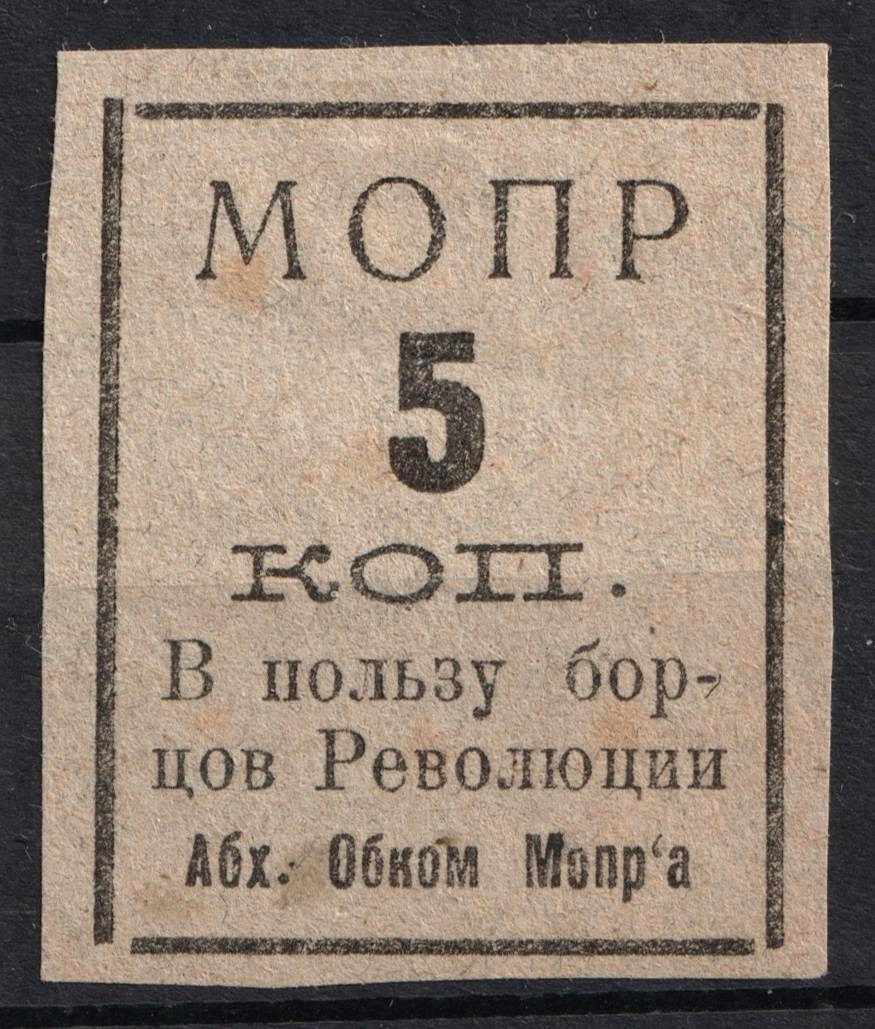 МОПР
5
коп.
В пользу бор-
цов Революции
Абх. Обком Мопр‘а